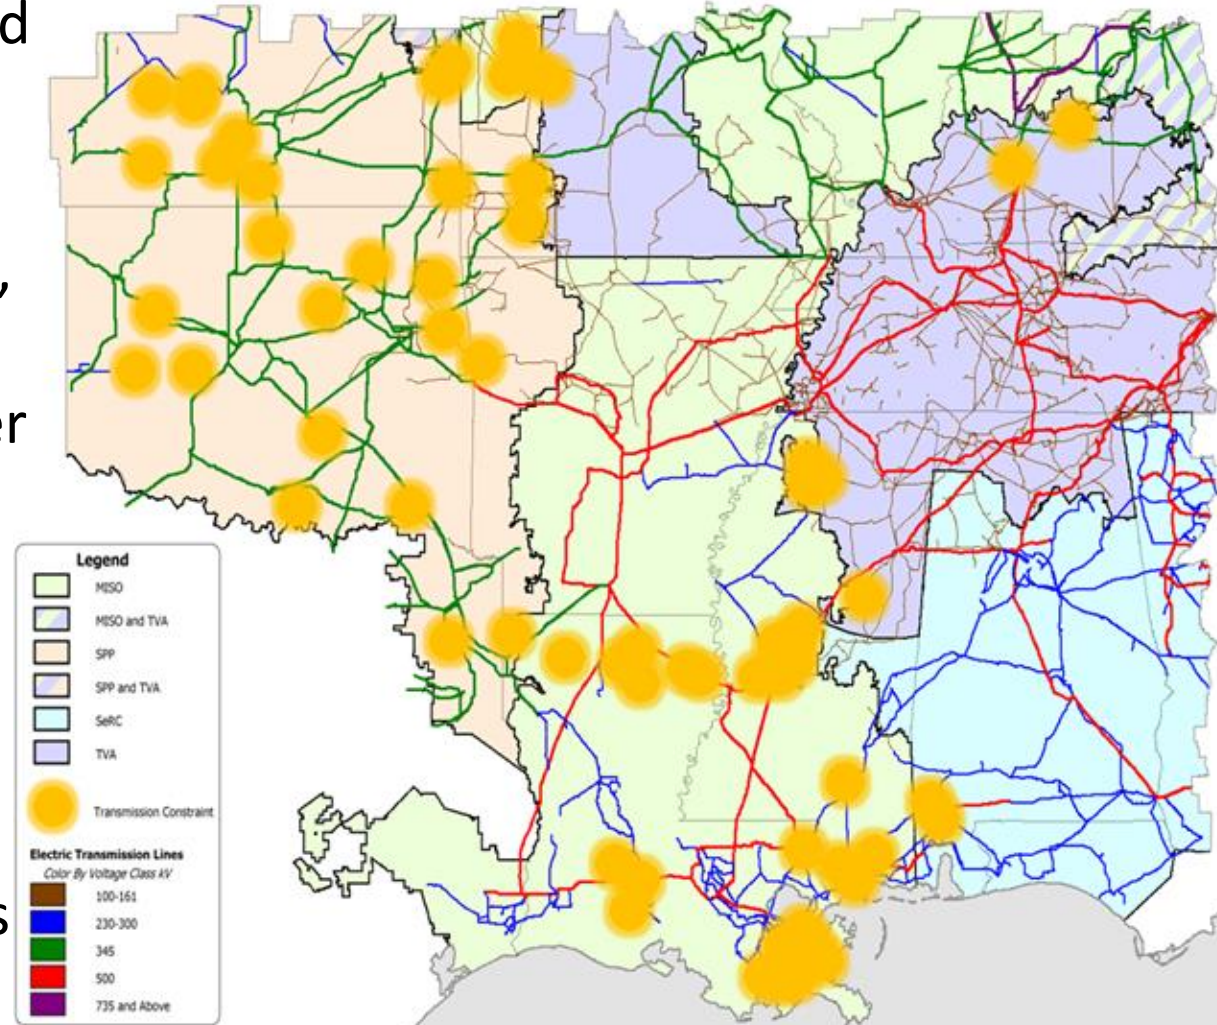 d
,
er
s
Legend
MISO
MISO and TVA
SPP
SPP and TVA
SeRC
TVA
Transmission Constraint
Electric Transmission Lines
Color By Voltage Class kV
100-161
230-300
345
500
735 and Above